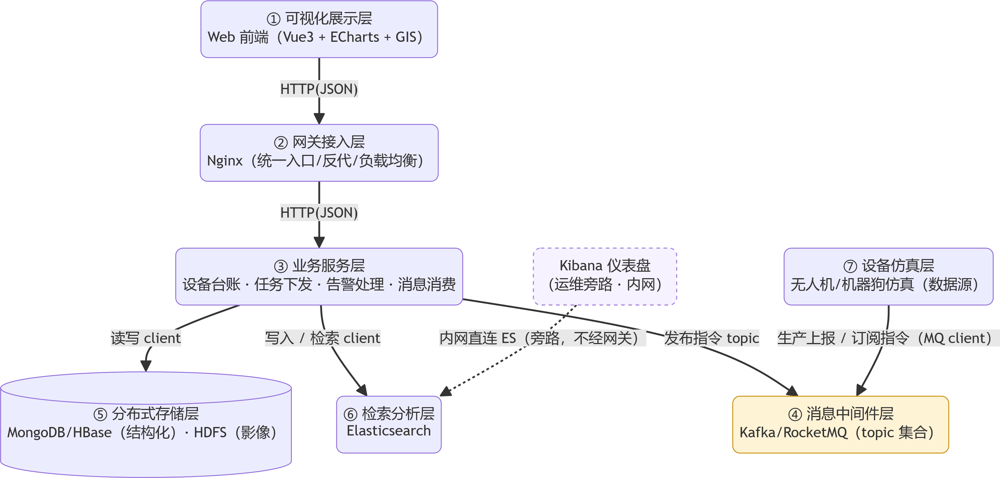 ① 可视化展示层
Web 前端（Vue3 + ECharts + GIS）
HTTP(JSON)
② 网关接入层
Nginx（统一入口/反代/负载均衡）
HTTP(JSON)
③ 业务服务层
设备台账 · 任务下发 · 告警处理 · 消息消费
Kibana 仪表盘
（运维旁路 · 内网）
⑦ 设备仿真层
无人机/机器狗仿真（数据源）
读写 client
写入 / 检索 client
内网直连 ES（旁路，不经网关）
发布指令 topic
生产上报 / 订阅指令（MQ client）
⑤ 分布式存储层
MongoDB/HBase（结构化）· HDFS（影像）
⑥ 检索分析层
Elasticsearch
④ 消息中间件层
Kafka/RocketMQ（topic 集合）